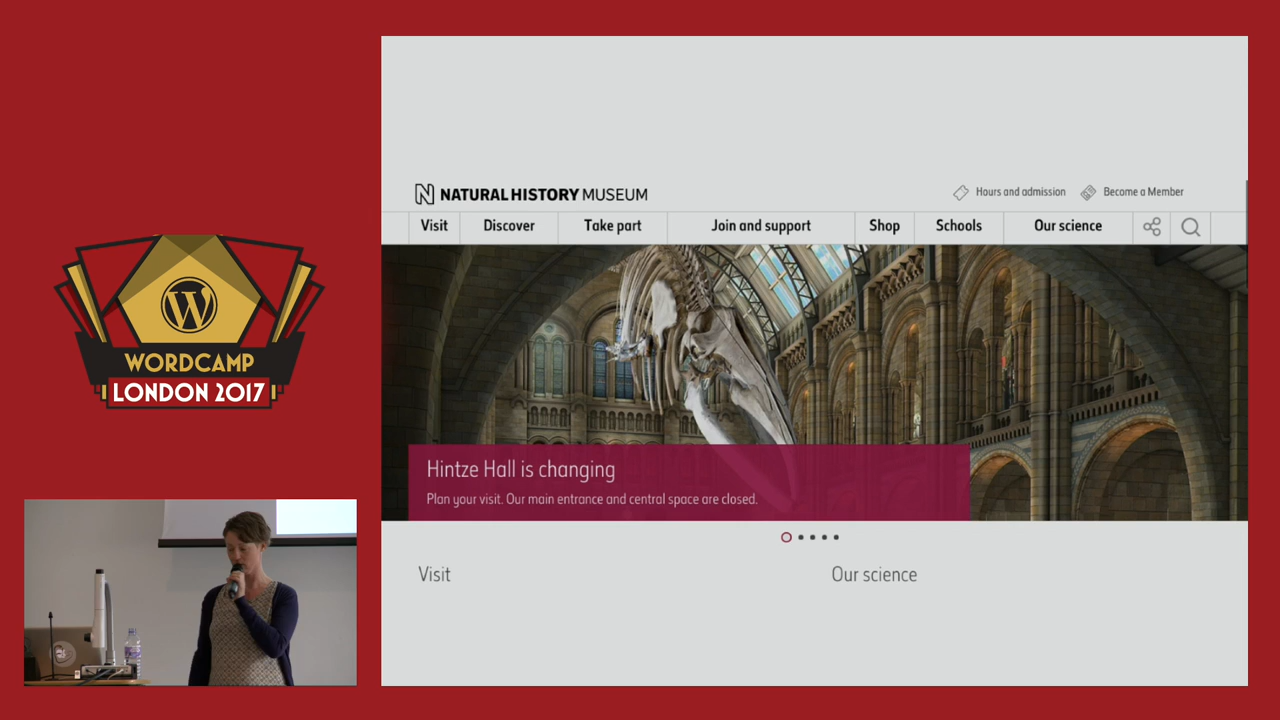 WORDCAMP
LONDON 2017
NATURAL HISTORY MUSEUM
Hours and admission
Become a Member
Visit
Discover
Take part
Join and support
Shop
Schools
Our science
Hintze Hall is changing
Plan your visit. Our main entrance and central space are closed.
Visit
Our science